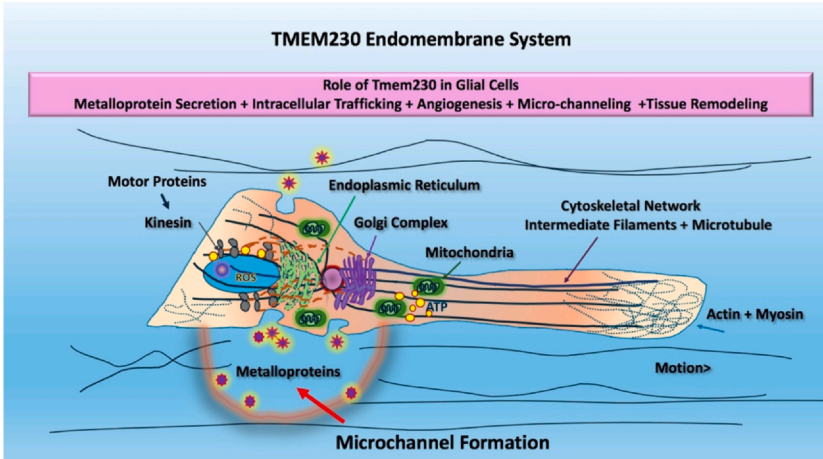 TMEM230 Endomembrane System
Role of Tmem230 in Glial Cells
Metalloprotein Secretion + Intracellular Trafficking + Angiogenesis + Micro-channeling +Tissue Remodeling
Motor Proteins
Kinesin
Endoplasmic Reticulum
Golgi Complex
Mitochondria
Cytoskeletal Network
Intermediate Filaments + Microtubule
ROS
ATP
Actin + Myosin
Metalloproteins
Motion>
Microchannel Formation